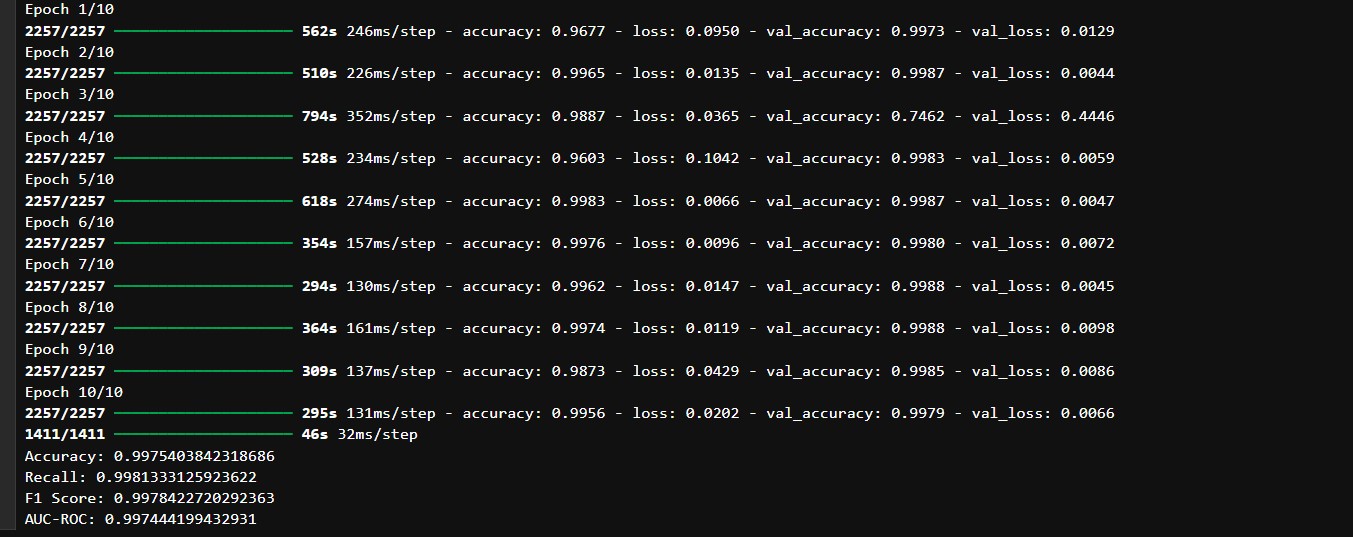 Epoch 1/10
2257/2257 ━━━━━━━━━━━━━━━━━━━━ 562s 246ms/step - accuracy: 0.9677 - loss: 0.0950 - val_accuracy: 0.9973 - val_loss: 0.0129
Epoch 2/10
2257/2257 ━━━━━━━━━━━━━━━━━━━━ 510s 226ms/step - accuracy: 0.9965 - loss: 0.0135 - val_accuracy: 0.9987 - val_loss: 0.0044
Epoch 3/10
2257/2257 ━━━━━━━━━━━━━━━━━━━━ 794s 352ms/step - accuracy: 0.9887 - loss: 0.0365 - val_accuracy: 0.7462 - val_loss: 0.4446
Epoch 4/10
2257/2257 ━━━━━━━━━━━━━━━━━━━━ 528s 234ms/step - accuracy: 0.9603 - loss: 0.1042 - val_accuracy: 0.9983 - val_loss: 0.0059
Epoch 5/10
2257/2257 ━━━━━━━━━━━━━━━━━━━━ 618s 274ms/step - accuracy: 0.9983 - loss: 0.0066 - val_accuracy: 0.9987 - val_loss: 0.0047
Epoch 6/10
2257/2257 ━━━━━━━━━━━━━━━━━━━━ 354s 157ms/step - accuracy: 0.9976 - loss: 0.0096 - val_accuracy: 0.9980 - val_loss: 0.0072
Epoch 7/10
2257/2257 ━━━━━━━━━━━━━━━━━━━━ 294s 130ms/step - accuracy: 0.9962 - loss: 0.0147 - val_accuracy: 0.9988 - val_loss: 0.0045
Epoch 8/10
2257/2257 ━━━━━━━━━━━━━━━━━━━━ 364s 161ms/step - accuracy: 0.9974 - loss: 0.0119 - val_accuracy: 0.9988 - val_loss: 0.0098
Epoch 9/10
2257/2257 ━━━━━━━━━━━━━━━━━━━━ 309s 137ms/step - accuracy: 0.9873 - loss: 0.0429 - val_accuracy: 0.9985 - val_loss: 0.0086
Epoch 10/10
2257/2257 ━━━━━━━━━━━━━━━━━━━━ 295s 131ms/step - accuracy: 0.9956 - loss: 0.0202 - val_accuracy: 0.9979 - val_loss: 0.0066
1411/1411 ━━━━━━━━━━━━━━━━━━━━ 46s 32ms/step
Accuracy: 0.9975403842318686
Recall: 0.9981333125923622
F1 Score: 0.9978422720292363
AUC-ROC: 0.997444199432931